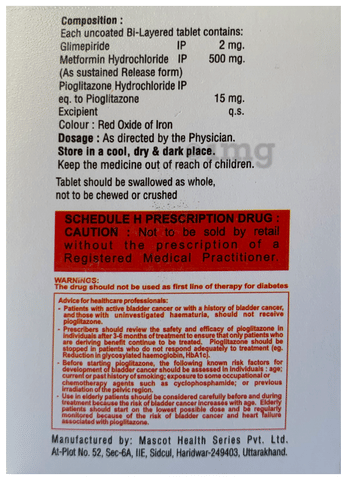 Composition :
Each uncoated Bi-Layered tablet contains:
Glimepiride IP 2 mg.
Metformin Hydrochloride IP 500 mg.
(As sustained Release form)
Pioglitazone Hydrochloride IP
eq. to Pioglitazone 15 mg.
Excipient q.s.
Colour : Red Oxide of Iron
Dosage : As directed by the Physician.
Store in a cool, dry & dark place.
Keep the medicine out of reach of children.
Tablet should be swallowed as whole,
not to be chewed or crushed
SCHEDULE H PRESCRIPTION DRUG :
CAUTION : Not to be sold by retail
without the prescription of a
Registered Medical Practitioner.
WARNINGS:
The drug should not be used as first line of therapy for diabetes
Advice for healthcare professionals:
- Patients with active bladder cancer or with a history of bladder cancer,
and those with uninvestigated haematuria, should not receive
pioglitazone.
- Prescribers should review the safety and efficacy of pioglitazone in
individuals after 3-6 months of treatment to ensure that only patients who
are deriving benefit continue to be treated. Pioglitazone should be
stopped in patients who do not respond adequately to treatment (eg.
Reduction in glycosylated haemoglobin, HbA1c).
- Before starting pioglitazone, the following known risk factors for
development of bladder cancer should be assessed in individuals : age;
current or past history of smoking; exposure to some occupational or
chemotherapy agents such as cyclophosphamide; or previous
irradiation of the pelvic region.
- Use in elderly patients should be considered carefully before and during
treatment because the risk of bladder cancer increases with age. Elderly
patients should start on the lowest possible dose and be regularly
monitored because of the risk of bladder cancer and heart failure
associated with pioglitazone.
Manufactured by: Mascot Health Series Pvt. Ltd.
At-Plot No. 52, Sec-6A, IIE, Sidcul, Haridwar-249403, Uttarakhand.